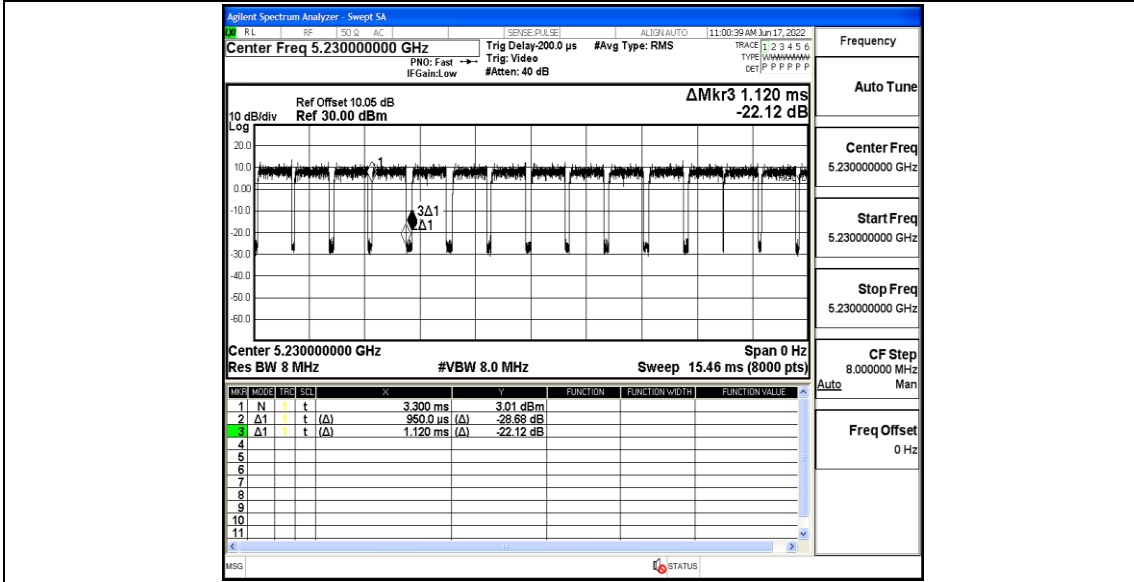 Agilent Spectrum Analyzer - Swept SA
RL RF 50 Ω AC SENSE:PULSE ALIGN AUTO 11:00:39 AM Jun 17, 2022
Center Freq 5.230000000 GHz
PNO: Fast
IFGain:Low
Trig Delay-200.0 µs
Trig: Video
#Atten: 40 dB
#Avg Type: RMS
TRACE 1 2 3 4 5 6
TYPE
DET P P P P P P
Frequency
Auto Tune
Center Freq
5.230000000 GHz
Start Freq
5.230000000 GHz
Stop Freq
5.230000000 GHz
CF Step
8.000000 MHz
Auto Man
Freq Offset
0 Hz
ΔMkr3 1.120 ms
-22.12 dB
Ref Offset 10.05 dB
10 dB/div Ref 30.00 dBm
Log
20.0
10.0
0.00
-10.0
-20.0
-30.0
-40.0
-50.0
-60.0
1
3Δ1
2Δ1
Center 5.230000000 GHz Span 0 Hz
Res BW 8 MHz #VBW 8.0 MHz Sweep 15.46 ms (8000 pts)
MKR MODE TRC SCL X Y FUNCTION FUNCTION WIDTH FUNCTION VALUE
1 N 1 t 3.300 ms 3.01 dBm
2 Δ1 1 t (Δ) 950.0 µs (Δ) -28.68 dB
3 Δ1 1 t (Δ) 1.120 ms (Δ) -22.12 dB
4
5
6
7
8
9
10
11
MSG STATUS